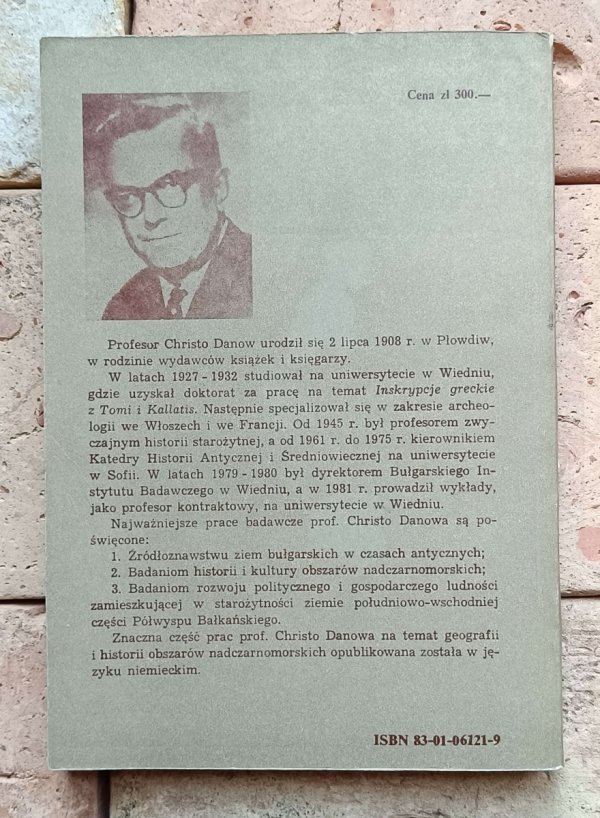 Cena zł 300.—
Profesor Christo Danow urodził się 2 lipca 1908 r. w Płowdiw,
w rodzinie wydawców książek i księgarzy.
W latach 1927 - 1932 studiował na uniwersytecie w Wiedniu,
gdzie uzyskał doktorat za pracę na temat Inskrypcje greckie
z Tomi i Kallatis. Następnie specjalizował się w zakresie archeo-
logii we Włoszech i we Francji. Od 1945 r. był profesorem zwy-
czajnym historii starożytnej, a od 1961 r. do 1975 r. kierownikiem
Katedry Historii Antycznej i Średniowiecznej na uniwersytecie
w Sofii. W latach 1979 - 1980 był dyrektorem Bułgarskiego In-
stytutu Badawczego w Wiedniu, a w 1981 r. prowadził wykłady,
jako profesor kontraktowy, na uniwersytecie w Wiedniu.
Najważniejsze prace badawcze prof. Christo Danowa są po-
święcone:
1. Źródłoznawstwu ziem bułgarskich w czasach antycznych;
2. Badaniom historii i kultury obszarów nadczarnomorskich;
3. Badaniom rozwoju politycznego i gospodarczego ludności
zamieszkującej w starożytności ziemie południowo-wschodniej
części Półwyspu Bałkańskiego.
Znaczna część prac prof. Christo Danowa na temat geografii
i historii obszarów nadczarnomorskich opublikowana została w ję-
zyku niemieckim.
ISBN 83-01-06121-9